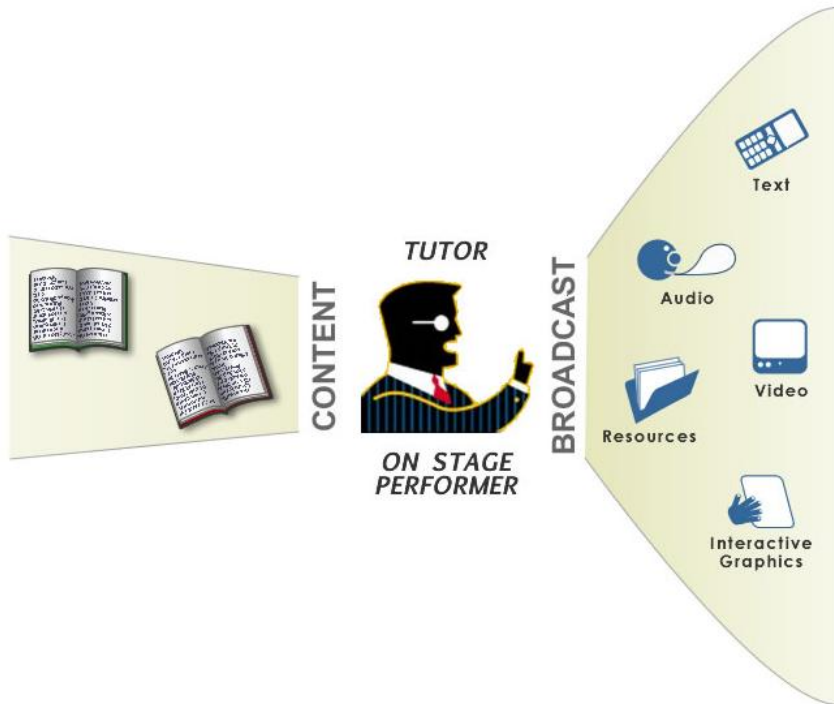 CONTENT
TUTOR
ON STAGE
PERFORMER
BROADCAST
Text
Audio
Video
Resources
Interactive
Graphics